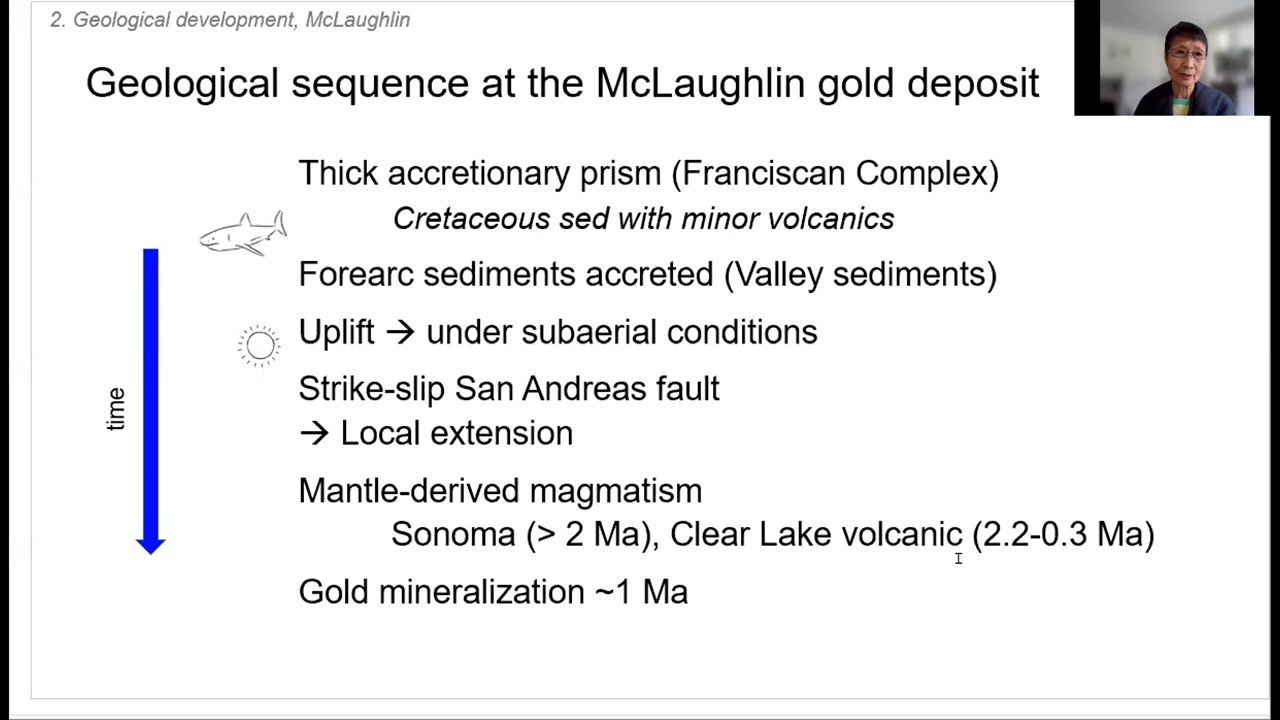 2. Geological development, McLaughlin
Geological sequence at the McLaughlin gold deposit
Thick accretionary prism (Franciscan Complex)
Cretaceous sed with minor volcanics
Forearc sediments accreted (Valley sediments)
Uplift → under subaerial conditions
Strike-slip San Andreas fault
→ Local extension
time
Mantle-derived magmatism
Sonoma (> 2 Ma), Clear Lake volcanic (2.2-0.3 Ma)
Gold mineralization ~1 Ma